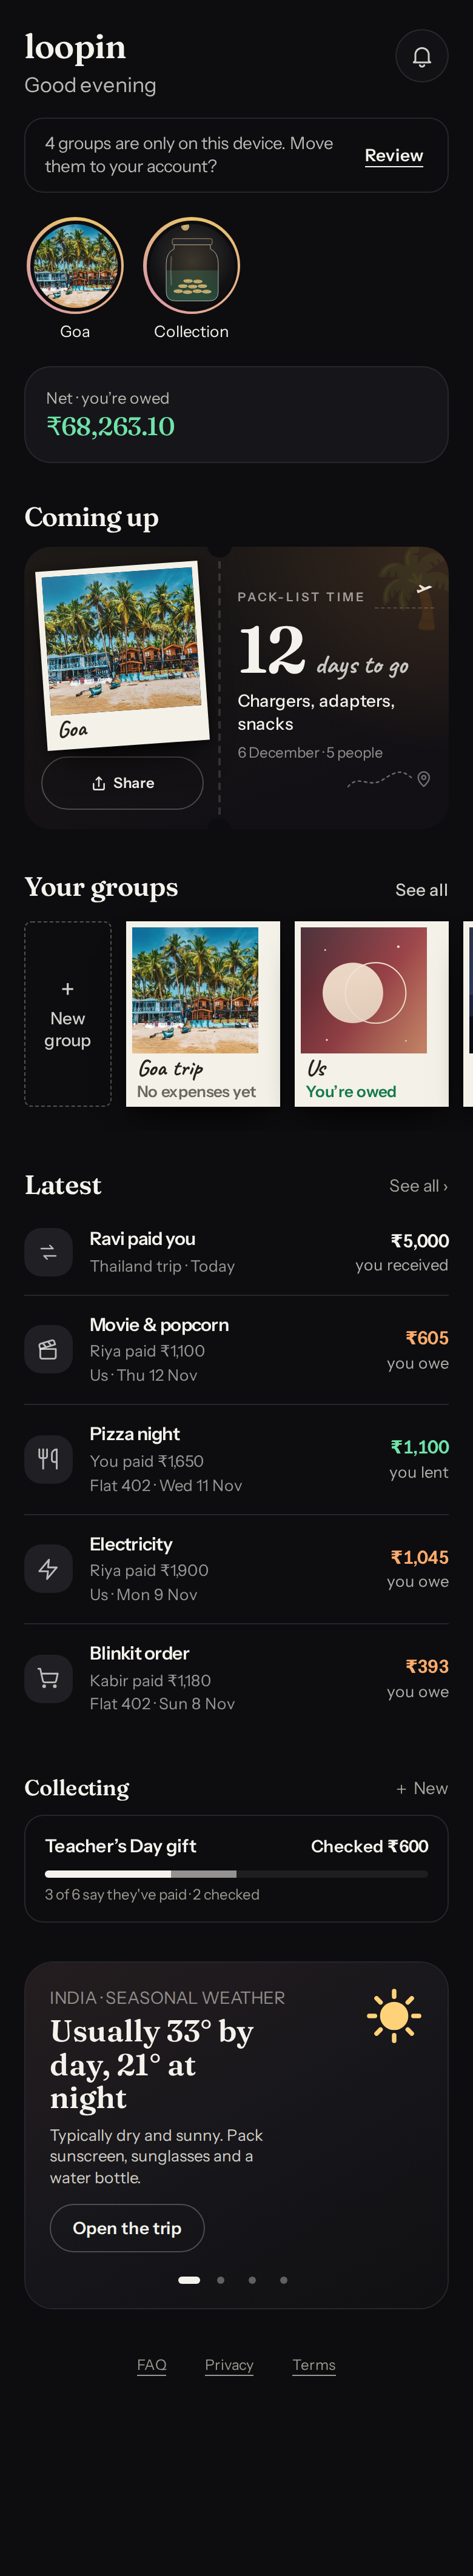 loopin
Good evening
4 groups are only on this device. Move
them to your account?
Review
Goa
Collection
Net · you're owed
₹68,263.10
Coming up
Goa
Share
PACK-LIST TIME
12 days to go
Chargers, adapters,
snacks
6 December · 5 people
Your groups
See all
+
New
group
Goa trip
No expenses yet
Us
You're owed
Latest
See all ›
Ravi paid you
Thailand trip · Today
₹5,000
you received
Movie & popcorn
Riya paid ₹1,100
Us · Thu 12 Nov
₹605
you owe
Pizza night
You paid ₹1,650
Flat 402 · Wed 11 Nov
₹1,100
you lent
Electricity
Riya paid ₹1,900
Us · Mon 9 Nov
₹1,045
you owe
Blinkit order
Kabir paid ₹1,180
Flat 402 · Sun 8 Nov
₹393
you owe
Collecting
+ New
Teacher's Day gift
Checked ₹600
3 of 6 say they've paid · 2 checked
INDIA · SEASONAL WEATHER
Usually 33° by
day, 21° at
night
Typically dry and sunny. Pack
sunscreen, sunglasses and a
water bottle.
Open the trip
FAQ
Privacy
Terms